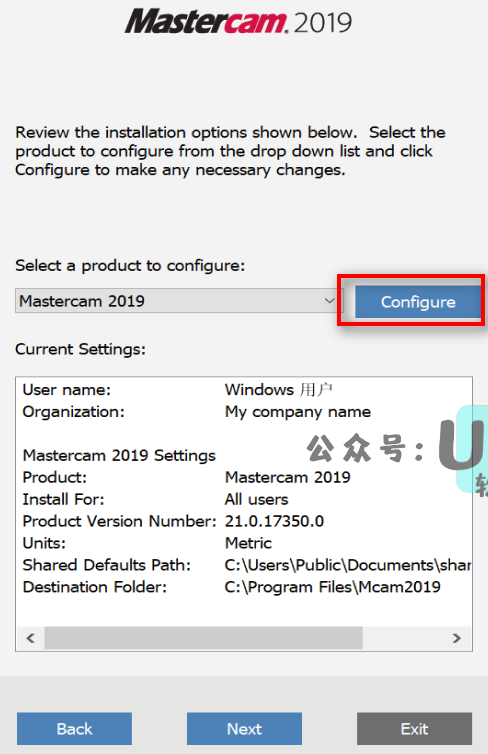 Mastercam. 2019
Review the installation options shown below. Select the
product to configure from the drop down list and click
Configure to make any necessary changes.
Select a product to configure:
Mastercam 2019
Configure
Current Settings:
User name: Windows 用户
Organization: My company name
公众号: U
软
Mastercam 2019 Settings
Product: Mastercam 2019
Install For: All users
Product Version Number: 21.0.17350.0
Units: Metric
Shared Defaults Path: C:\Users\Public\Documents\shar
Destination Folder: C:\Program Files\Mcam2019
Back Next Exit